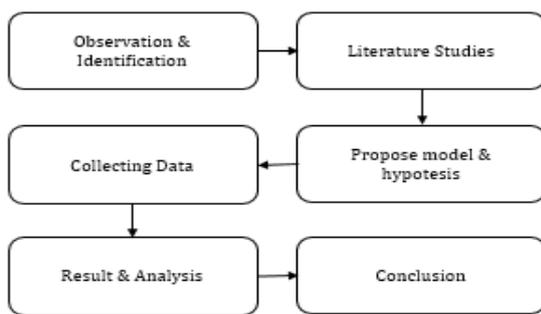 Observation &
Identification
Literature Studies
Propose model &
hypotesis
Collecting Data
Result & Analysis
Conclusion